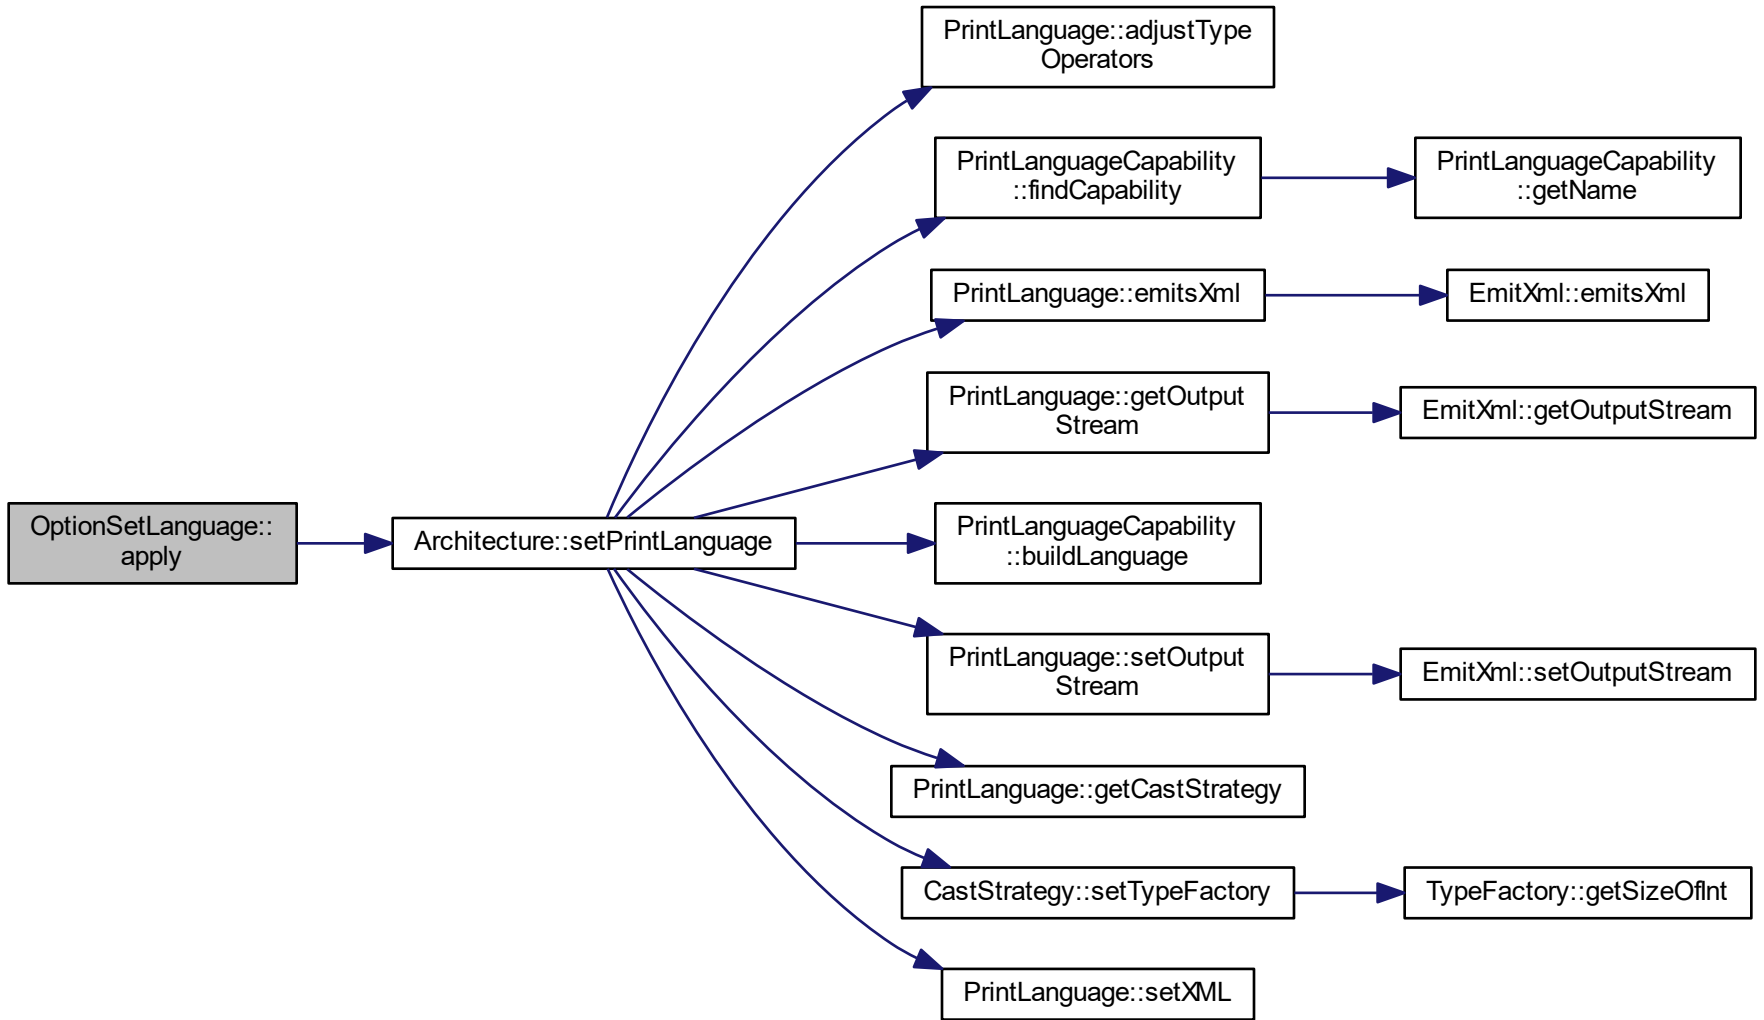 PrintLanguage::adjustType
Operators
PrintLanguageCapability
::findCapability
PrintLanguageCapability
::getName
PrintLanguage::emitsXml
EmitXml::emitsXml
PrintLanguage::getOutput
Stream
EmitXml::getOutputStream
OptionSetLanguage::
apply
Architecture::setPrintLanguage
PrintLanguageCapability
::buildLanguage
PrintLanguage::setOutput
Stream
EmitXml::setOutputStream
PrintLanguage::getCastStrategy
CastStrategy::setTypeFactory
TypeFactory::getSizeOfInt
PrintLanguage::setXML